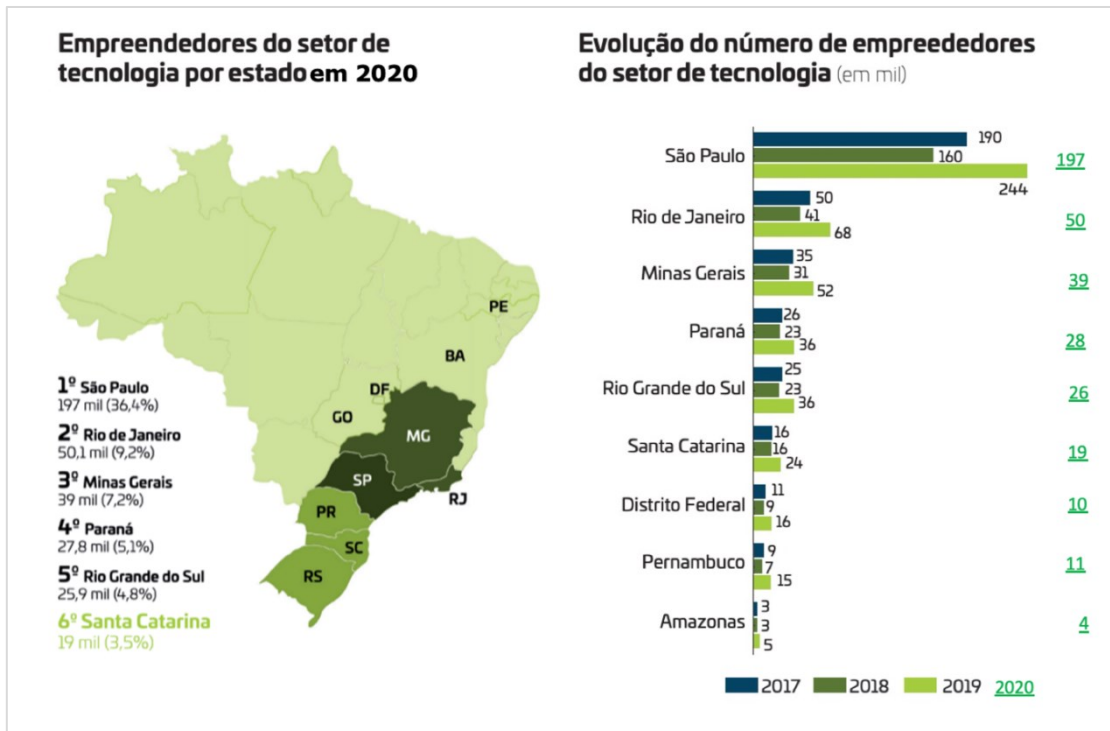 Empreendedores do setor de
tecnologia por estado em 2020
PE
BA
DF
GO
MG
SP
RJ
PR
SC
RS
1º São Paulo
197 mil (36,4%)
2º Rio de Janeiro
50,1 mil (9,2%)
3º Minas Gerais
39 mil (7,2%)
4º Paraná
27,8 mil (5,1%)
5º Rio Grande do Sul
25,9 mil (4,8%)
6º Santa Catarina
19 mil (3,5%)
Evolução do número de empreededores
do setor de tecnologia (em mil)
São Paulo
190
160
244
197
Rio de Janeiro
50
41
68
50
Minas Gerais
35
31
52
39
Paraná
26
23
36
28
Rio Grande do Sul
25
23
36
26
Santa Catarina
16
16
24
19
Distrito Federal
11
9
16
10
Pernambuco
9
7
15
11
Amazonas
3
3
5
4
2017 2018 2019 2020